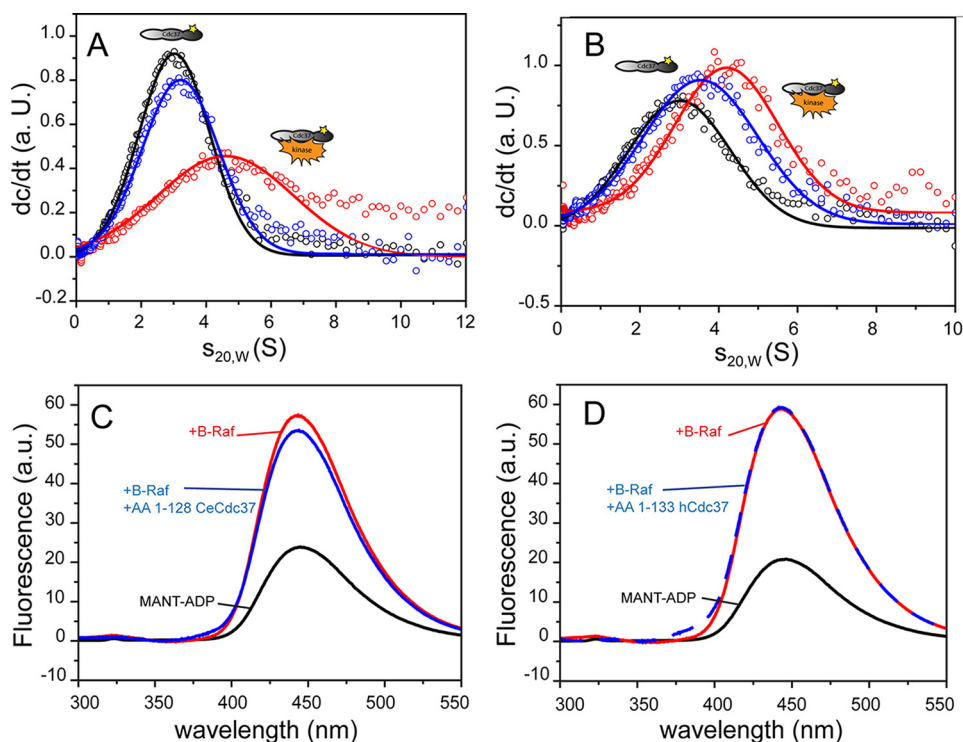 A
Cdc37
Cdc37
kinase
dc/dt (a. U.)
1.0
0.8
0.6
0.4
0.2
0.0
-0.2
0 2 4 6 8 10 12
s20,W (S)
B
Cdc37
Cdc37
kinase
dc/dt (a. U.)
1.0
0.5
0.0
-0.5
0 2 4 6 8 10
s20,W (S)
C
+B-Raf
+B-Raf
+AA 1-128 CeCdc37
MANT-ADP
Fluorescence (a.u.)
60
50
40
30
20
10
0
-10
300 350 400 450 500 550
wavelength (nm)
D
+B-Raf
+B-Raf
+AA 1-133 hCdc37
MANT-ADP
Fluorescence (a.u.)
60
50
40
30
20
10
0
-10
300 350 400 450 500 550
wavelength (nm)